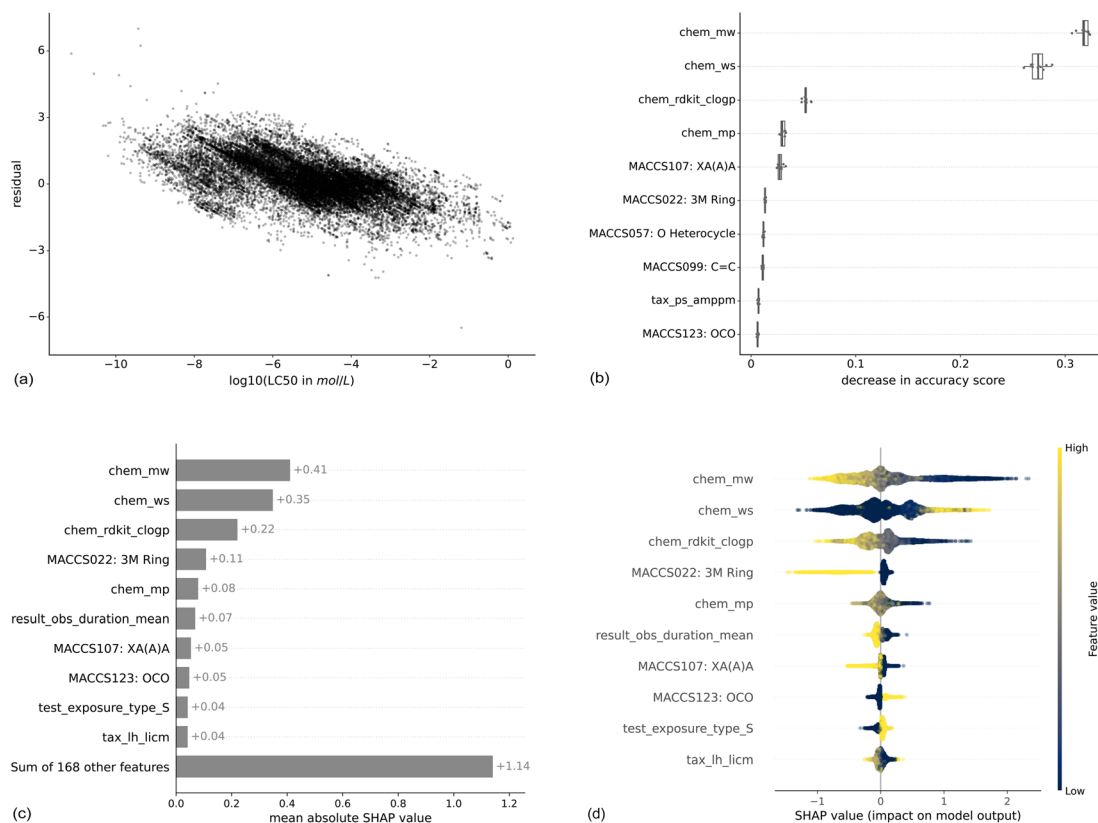 6
3
0
−3
−6
residual
−10
−8
−6
−4
−2
0
log10(LC50 in mol/L)
(a)
chem_mw
chem_ws
chem_rdkit_clogp
chem_mp
MACCS107: XA(A)A
MACCS022: 3M Ring
MACCS057: O Heterocycle
MACCS099: C=C
tax_ps_amppm
MACCS123: OCO
0
0.1
0.2
0.3
decrease in accuracy score
(b)
chem_mw +0.41
chem_ws +0.35
chem_rdkit_clogp +0.22
MACCS022: 3M Ring +0.11
chem_mp +0.08
result_obs_duration_mean +0.07
MACCS107: XA(A)A +0.05
MACCS123: OCO +0.05
test_exposure_type_S +0.04
tax_lh_licm +0.04
Sum of 168 other features +1.14
0.0
0.2
0.4
0.6
0.8
1.0
1.2
mean absolute SHAP value
(c)
chem_mw
chem_ws
chem_rdkit_clogp
MACCS022: 3M Ring
chem_mp
result_obs_duration_mean
MACCS107: XA(A)A
MACCS123: OCO
test_exposure_type_S
tax_lh_licm
−1
0
1
2
SHAP value (impact on model output)
High
Low
Feature value
(d)